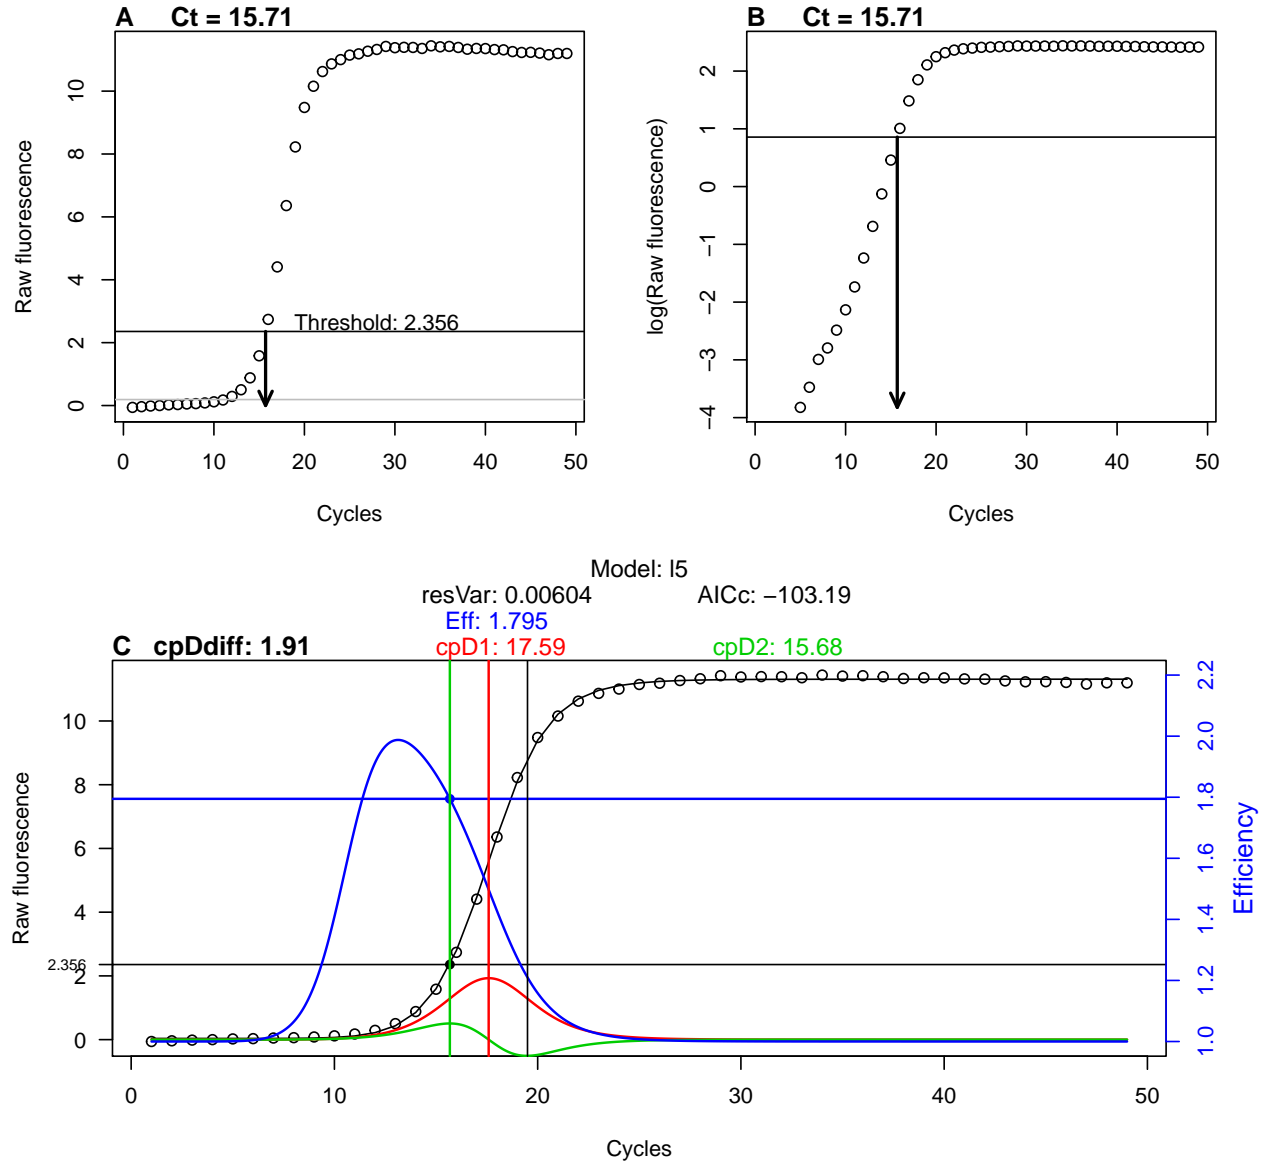 A Ct = 15.71
Raw fluorescence
0 2 4 6 8 10
Threshold: 2.356
0 10 20 30 40 50
Cycles
B Ct = 15.71
log(Raw fluorescence)
−4 −3 −2 −1 0 1 2
0 10 20 30 40 50
Cycles
Model: l5
resVar: 0.00604 AICc: −103.19
Eff: 1.795
C cpDdiff: 1.91 cpD1: 17.59 cpD2: 15.68
Raw fluorescence
0 2 4 6 8 10
2.356
1.0 1.2 1.4 1.6 1.8 2.0 2.2
Efficiency
0 10 20 30 40 50
Cycles